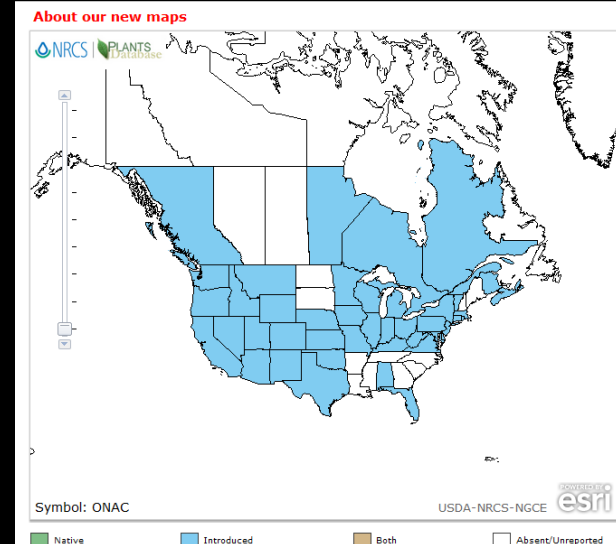 About our new maps
NRCS | PLANTS
Database
Symbol: ONAC
USDA-NRCS-NGCE
POWERED BY
esri
Native
Introduced
Both
Absent/Unreported